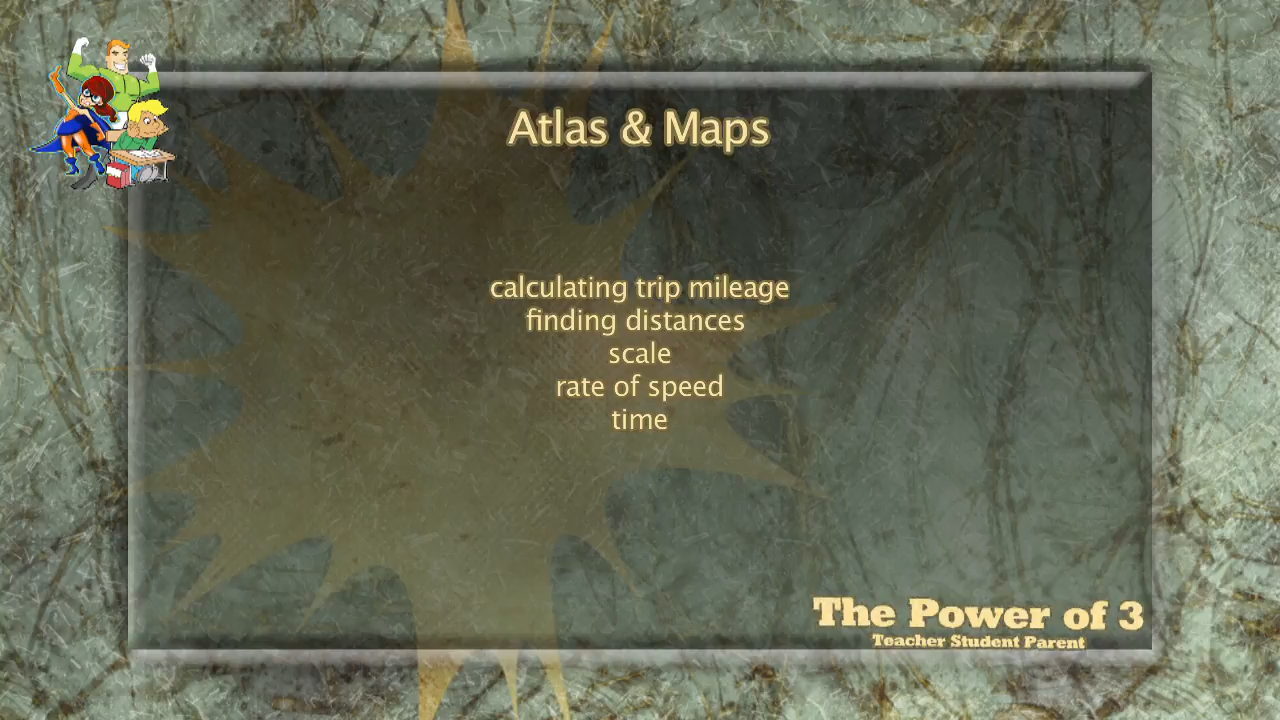 Atlas & Maps
calculating trip mileage
finding distances
scale
rate of speed
time
The Power of 3
Teacher Student Parent